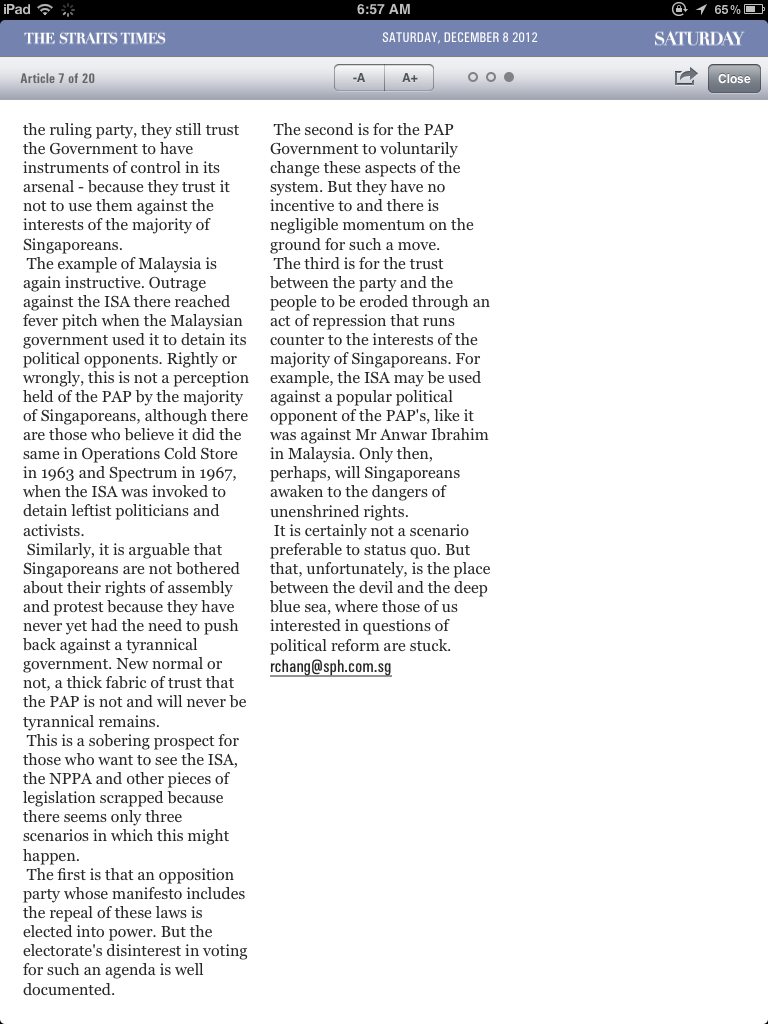 iPad
6:57 AM
65%
THE STRAITS TIMES
SATURDAY, DECEMBER 8 2012
SATURDAY
Article 7 of 20
-A
A+
Close
the ruling party, they still trust
the Government to have
instruments of control in its
arsenal - because they trust it
not to use them against the
interests of the majority of
Singaporeans.
The example of Malaysia is
again instructive. Outrage
against the ISA there reached
fever pitch when the Malaysian
government used it to detain its
political opponents. Rightly or
wrongly, this is not a perception
held of the PAP by the majority
of Singaporeans, although there
are those who believe it did the
same in Operations Cold Store
in 1963 and Spectrum in 1967,
when the ISA was invoked to
detain leftist politicians and
activists.
Similarly, it is arguable that
Singaporeans are not bothered
about their rights of assembly
and protest because they have
never yet had the need to push
back against a tyrannical
government. New normal or
not, a thick fabric of trust that
the PAP is not and will never be
tyrannical remains.
This is a sobering prospect for
those who want to see the ISA,
the NPPA and other pieces of
legislation scrapped because
there seems only three
scenarios in which this might
happen.
The first is that an opposition
party whose manifesto includes
the repeal of these laws is
elected into power. But the
electorate's disinterest in voting
for such an agenda is well
documented.
The second is for the PAP
Government to voluntarily
change these aspects of the
system. But they have no
incentive to and there is
negligible momentum on the
ground for such a move.
The third is for the trust
between the party and the
people to be eroded through an
act of repression that runs
counter to the interests of the
majority of Singaporeans. For
example, the ISA may be used
against a popular political
opponent of the PAP's, like it
was against Mr Anwar Ibrahim
in Malaysia. Only then,
perhaps, will Singaporeans
awaken to the dangers of
unenshrined rights.
It is certainly not a scenario
preferable to status quo. But
that, unfortunately, is the place
between the devil and the deep
blue sea, where those of us
interested in questions of
political reform are stuck.
rchang@sph.com.sg